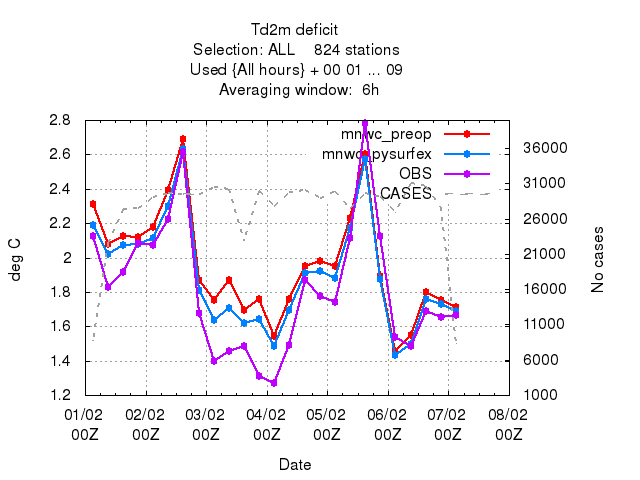 Td2m deficit
Selection: ALL    824 stations
Used {All hours} + 00 01 ... 09
Averaging window:  6h
mnwc_preop
mnwc_pysurfex
OBS
CASES
deg C
2.8
2.6
2.4
2.2
2
1.8
1.6
1.4
1.2
36000
31000
26000
21000
16000
11000
6000
1000
No cases
01/02 02/02 03/02 04/02 05/02 06/02 07/02 08/02
00Z 00Z 00Z 00Z 00Z 00Z 00Z 00Z
Date